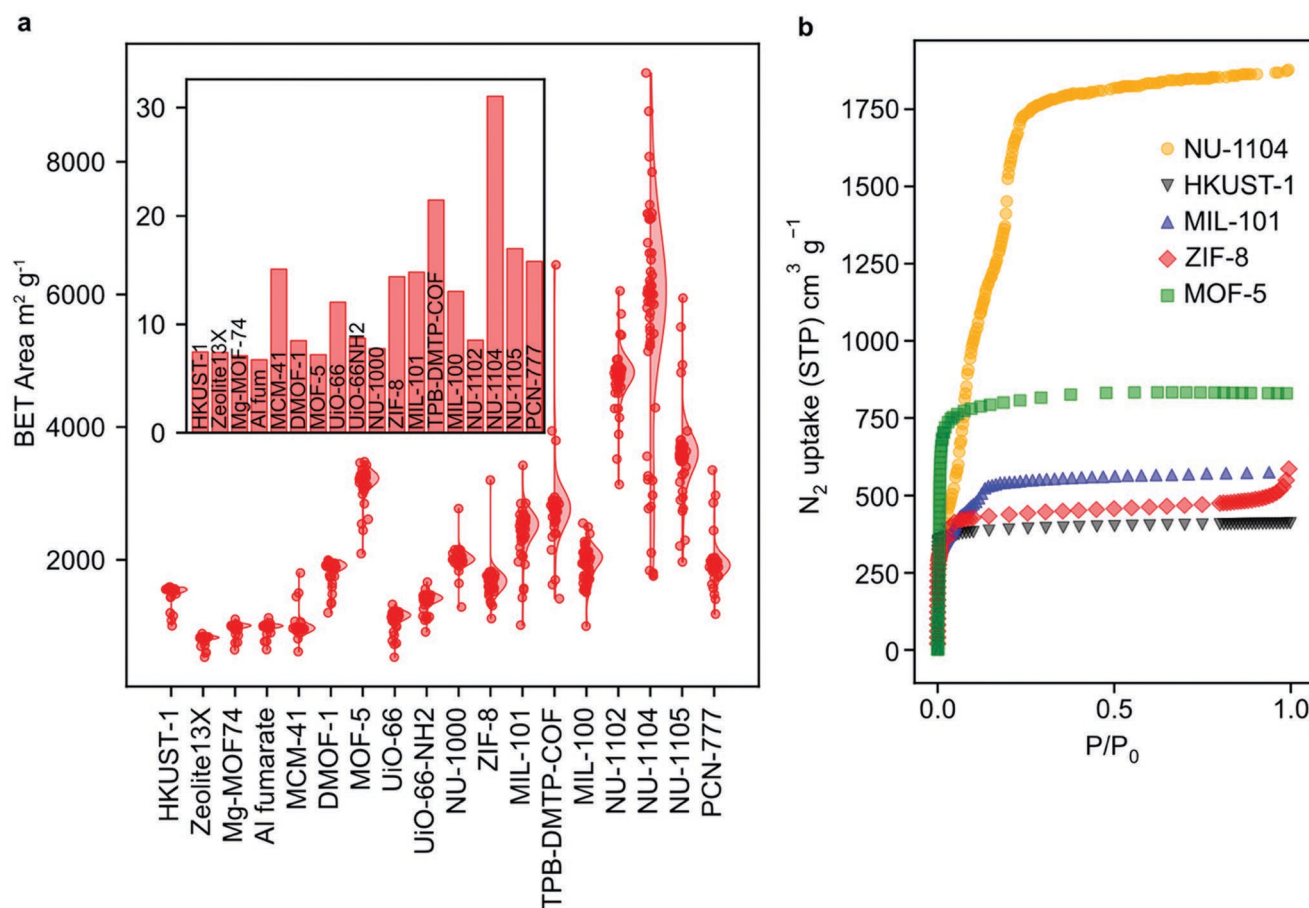 a
BET Area m² g⁻¹
8000
6000
4000
2000
30
20
10
0
HKUST-1
Zeolite13X
Mg-MOF-74
Al fum.
MCM-41
DMOF-1
MOF-5
UiO-66
UiO-66NH2
NU-1000
ZIF-8
MIL-101
TPB-DMTP-COF
MIL-100
NU-1102
NU-1104
NU-1105
PCN-777
HKUST-1
Zeolite13X
Mg-MOF74
Al fumarate
MCM-41
DMOF-1
MOF-5
UiO-66
UiO-66-NH2
NU-1000
ZIF-8
MIL-101
TPB-DMTP-COF
MIL-100
NU-1102
NU-1104
NU-1105
PCN-777
b
N₂ uptake (STP) cm³ g⁻¹
1750
1500
1250
1000
750
500
250
0
NU-1104
HKUST-1
MIL-101
ZIF-8
MOF-5
0.0 0.5 1.0
P/P₀